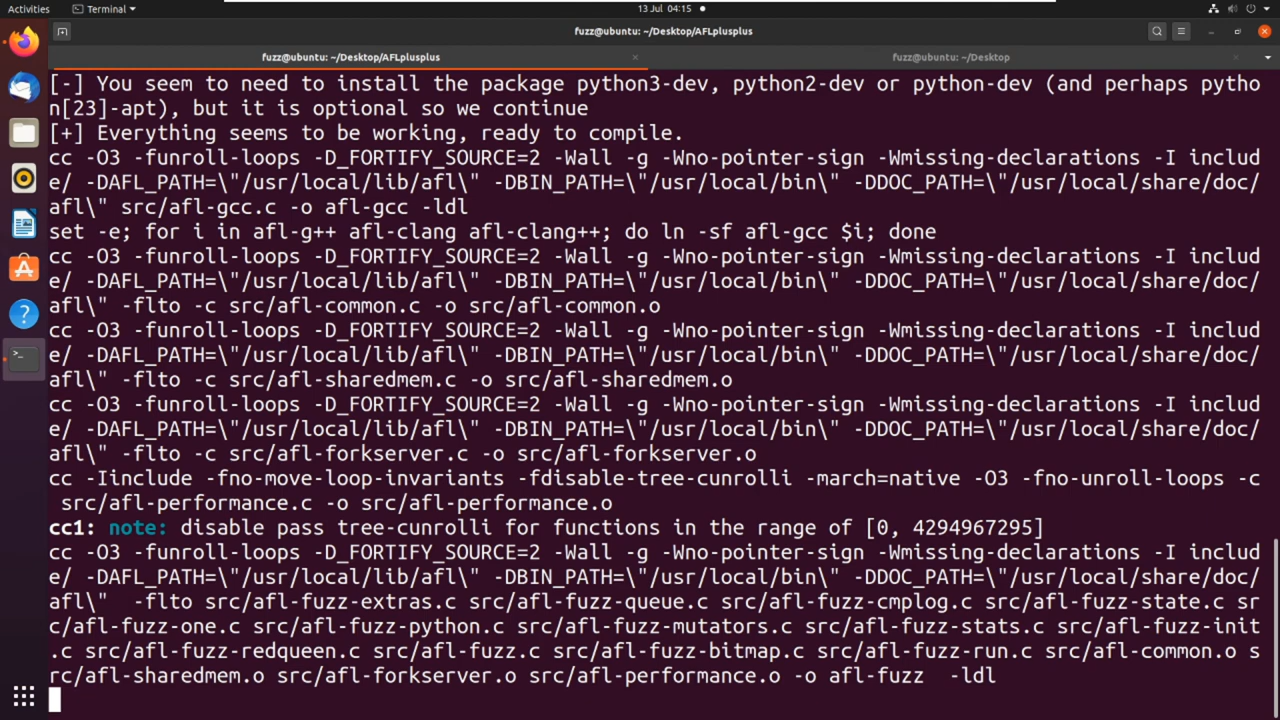 Activities
Terminal
13 Jul 04:15
fuzz@ubuntu: ~/Desktop/AFLplusplus
fuzz@ubuntu: ~/Desktop/AFLplusplus
fuzz@ubuntu: ~/Desktop
[-] You seem to need to install the package python3-dev, python2-dev or python-dev (and perhaps pytho
n[23]-apt), but it is optional so we continue
[+] Everything seems to be working, ready to compile.
cc -O3 -funroll-loops -D_FORTIFY_SOURCE=2 -Wall -g -Wno-pointer-sign -Wmissing-declarations -I includ
e/ -DAFL_PATH=\"/usr/local/lib/afl\" -DBIN_PATH=\"/usr/local/bin\" -DDOC_PATH=\"/usr/local/share/doc/
afl\" src/afl-gcc.c -o afl-gcc -ldl
set -e; for i in afl-g++ afl-clang afl-clang++; do ln -sf afl-gcc $i; done
cc -O3 -funroll-loops -D_FORTIFY_SOURCE=2 -Wall -g -Wno-pointer-sign -Wmissing-declarations -I includ
e/ -DAFL_PATH=\"/usr/local/lib/afl\" -DBIN_PATH=\"/usr/local/bin\" -DDOC_PATH=\"/usr/local/share/doc/
afl\" -flto -c src/afl-common.c -o src/afl-common.o
cc -O3 -funroll-loops -D_FORTIFY_SOURCE=2 -Wall -g -Wno-pointer-sign -Wmissing-declarations -I includ
e/ -DAFL_PATH=\"/usr/local/lib/afl\" -DBIN_PATH=\"/usr/local/bin\" -DDOC_PATH=\"/usr/local/share/doc/
afl\" -flto -c src/afl-sharedmem.c -o src/afl-sharedmem.o
cc -O3 -funroll-loops -D_FORTIFY_SOURCE=2 -Wall -g -Wno-pointer-sign -Wmissing-declarations -I includ
e/ -DAFL_PATH=\"/usr/local/lib/afl\" -DBIN_PATH=\"/usr/local/bin\" -DDOC_PATH=\"/usr/local/share/doc/
afl\" -flto -c src/afl-forkserver.c -o src/afl-forkserver.o
cc -Iinclude -fno-move-loop-invariants -fdisable-tree-cunrolli -march=native -O3 -fno-unroll-loops -c
 src/afl-performance.c -o src/afl-performance.o
cc1: note: disable pass tree-cunrolli for functions in the range of [0, 4294967295]
cc -O3 -funroll-loops -D_FORTIFY_SOURCE=2 -Wall -g -Wno-pointer-sign -Wmissing-declarations -I includ
e/ -DAFL_PATH=\"/usr/local/lib/afl\" -DBIN_PATH=\"/usr/local/bin\" -DDOC_PATH=\"/usr/local/share/doc/
afl\"  -flto src/afl-fuzz-extras.c src/afl-fuzz-queue.c src/afl-fuzz-cmplog.c src/afl-fuzz-state.c sr
c/afl-fuzz-one.c src/afl-fuzz-python.c src/afl-fuzz-mutators.c src/afl-fuzz-stats.c src/afl-fuzz-init
.c src/afl-fuzz-redqueen.c src/afl-fuzz.c src/afl-fuzz-bitmap.c src/afl-fuzz-run.c src/afl-common.o s
rc/afl-sharedmem.o src/afl-forkserver.o src/afl-performance.o -o afl-fuzz  -ldl